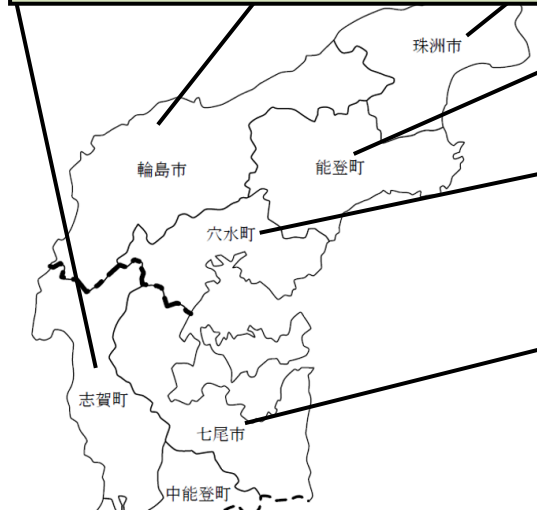 珠洲市
輪島市
能登町
穴水町
志賀町
七尾市
中能登町